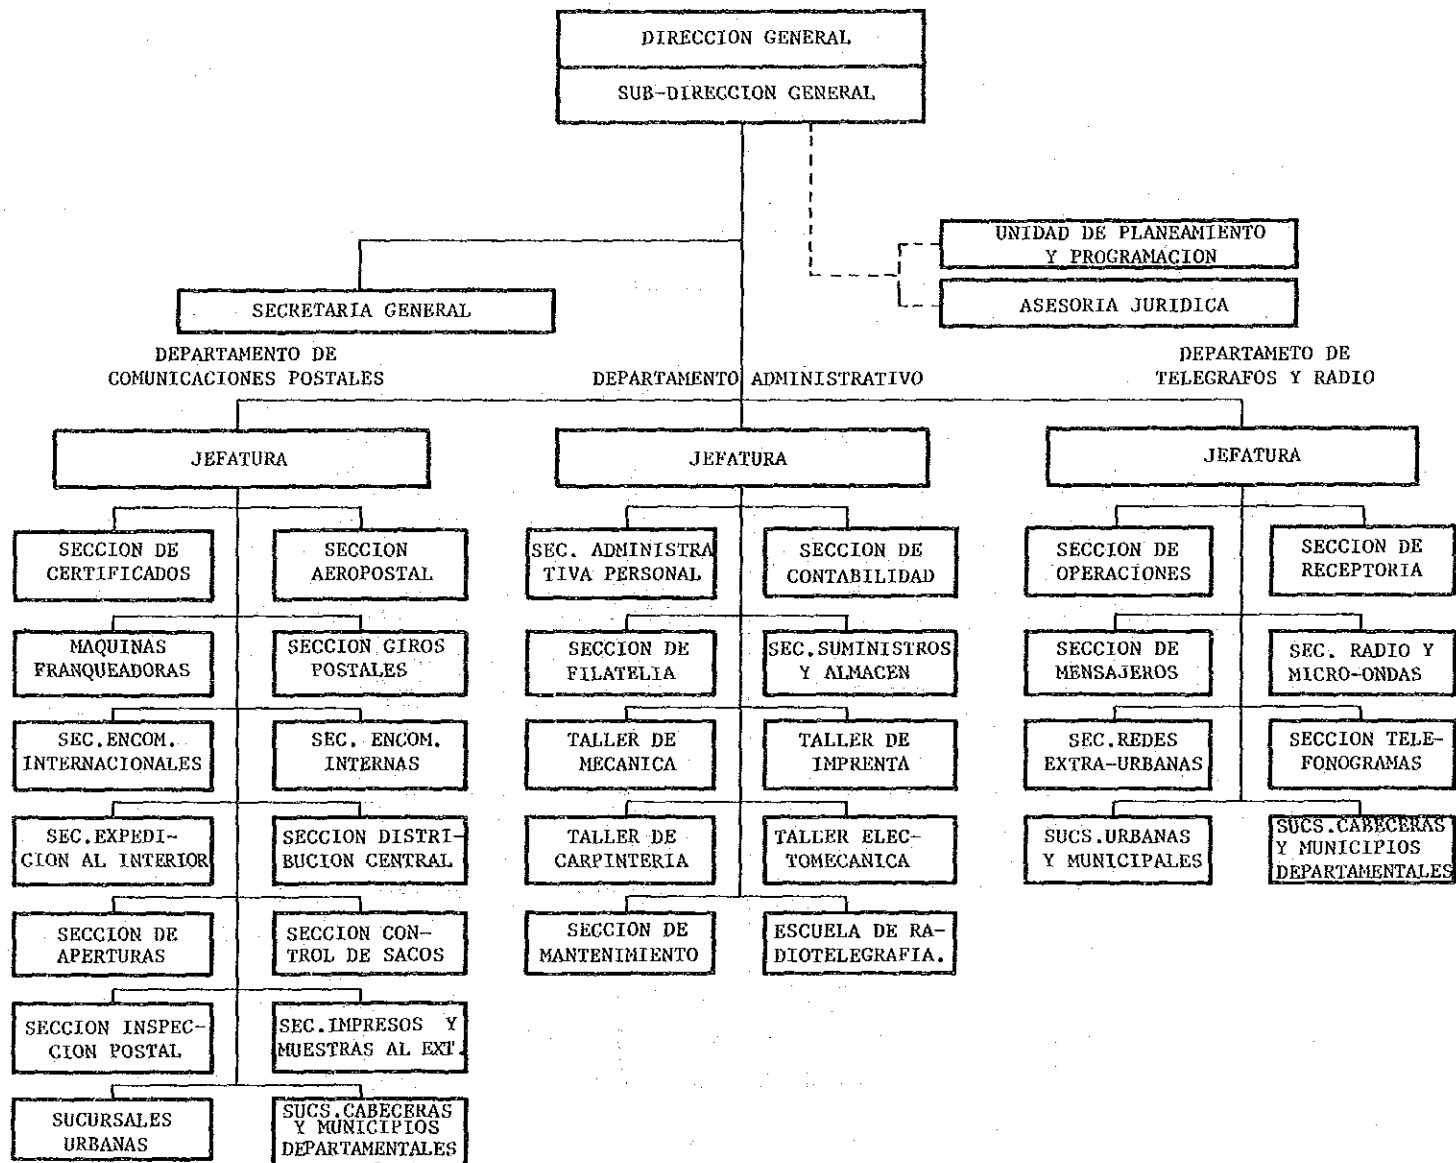 DIRECCION GENERAL
SUB-DIRECCION GENERAL
UNIDAD DE PLANEAMIENTO
Y PROGRAMACION
ASESORIA JURIDICA
SECRETARIA GENERAL
DEPARTAMENTO DE
COMUNICACIONES POSTALES
DEPARTAMENTO ADMINISTRATIVO
DEPARTAMETO DE
TELEGRAFOS Y RADIO
JEFATURA
JEFATURA
JEFATURA
SECCION DE
CERTIFICADOS
SECCION
AEROPOSTAL
SEC. ADMINISTRA
TIVA PERSONAL
SECCION DE
CONTABILIDAD
SECCION DE
OPERACIONES
SECCION DE
RECEPTORIA
MAQUINAS
FRANQUEADORAS
SECCION GIROS
POSTALES
SECCION DE
FILATELIA
SEC.SUMINISTROS
Y ALMACEN
SECCION DE
MENSAJEROS
SEC. RADIO Y
MICRO-ONDAS
SEC.ENCOM.
INTERNACIONALES
SEC. ENCOM.
INTERNAS
TALLER DE
MECANICA
TALLER DE
IMPRENTA
SEC.REDES
EXTRA-URBANAS
SECCION TELE-
FONOGRAMAS
SEC.EXPEDI-
CION AL INTERIOR
SECCION DISTRI-
BUCION CENTRAL
TALLER DE
CARPINTERIA
TALLER ELEC-
TOMECANICA
SUCS.URBANAS
Y MUNICIPALES
SUCS.CABECERAS
Y MUNICIPIOS
DEPARTAMENTALES
SECCION DE
APERTURAS
SECCION CON-
TROL DE SACOS
SECCION DE
MANTENIMIENTO
ESCUELA DE RA-
DIOTELEGRAFIA.
SECCION INSPEC-
CION POSTAL
SEC.IMPRESOS Y
MUESTRAS AL EXT.
SUCURSALES
URBANAS
SUCS.CABECERAS
Y MUNICIPIOS
DEPARTAMENTALES